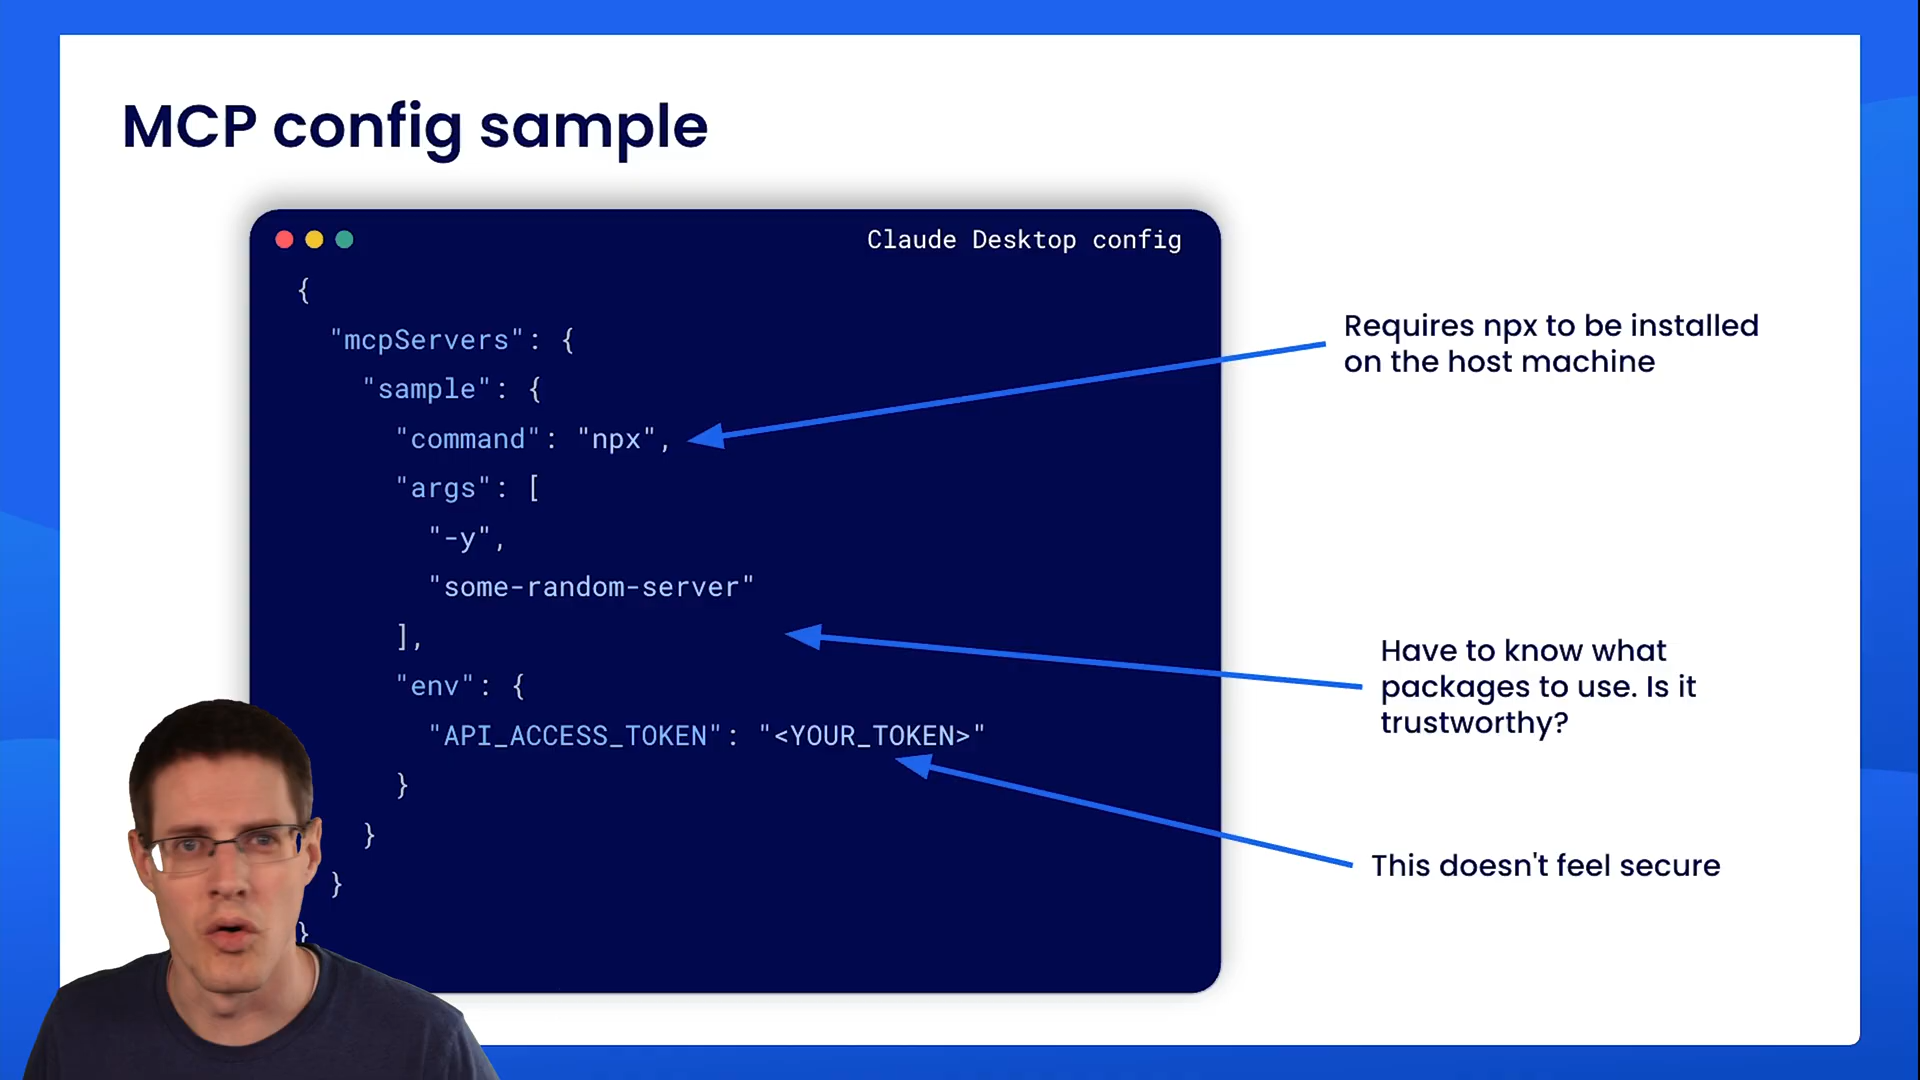 MCP config sample
Claude Desktop config
{
"mcpServers": {
"sample": {
"command": "npx",
"args": [
"-y",
"some-random-server"
],
"env": {
"API_ACCESS_TOKEN": "<YOUR_TOKEN>"
}
}
}
}
Requires npx to be installed
on the host machine
Have to know what
packages to use. Is it
trustworthy?
This doesn't feel secure